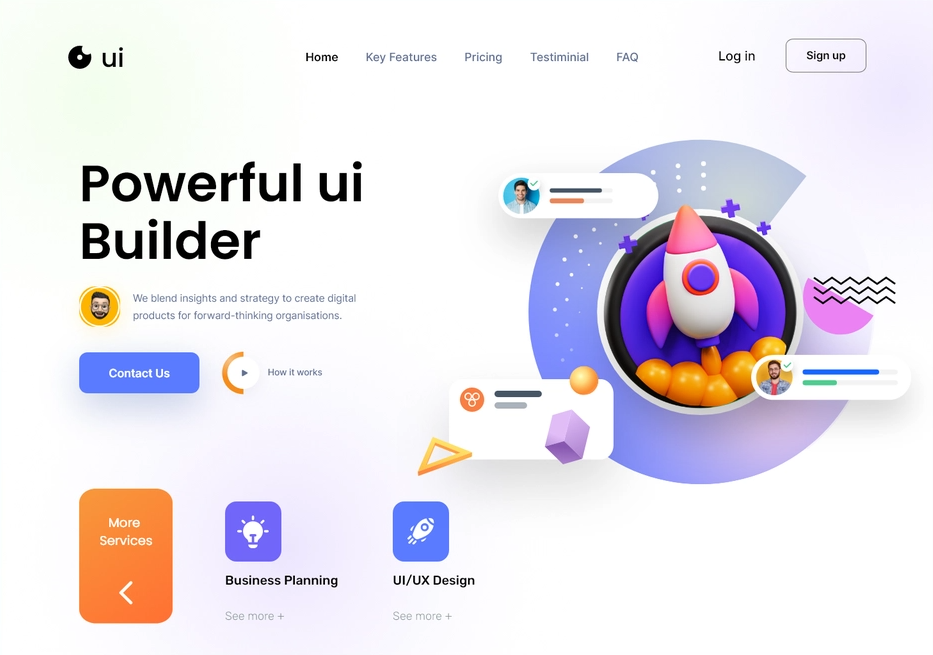 ui
Home
Key Features
Pricing
Testiminial
FAQ
Log in
Sign up
Powerful ui
Builder
We blend insights and strategy to create digital
products for forward-thinking organisations.
Contact Us
How it works
More
Services
Business Planning
See more +
UI/UX Design
See more +